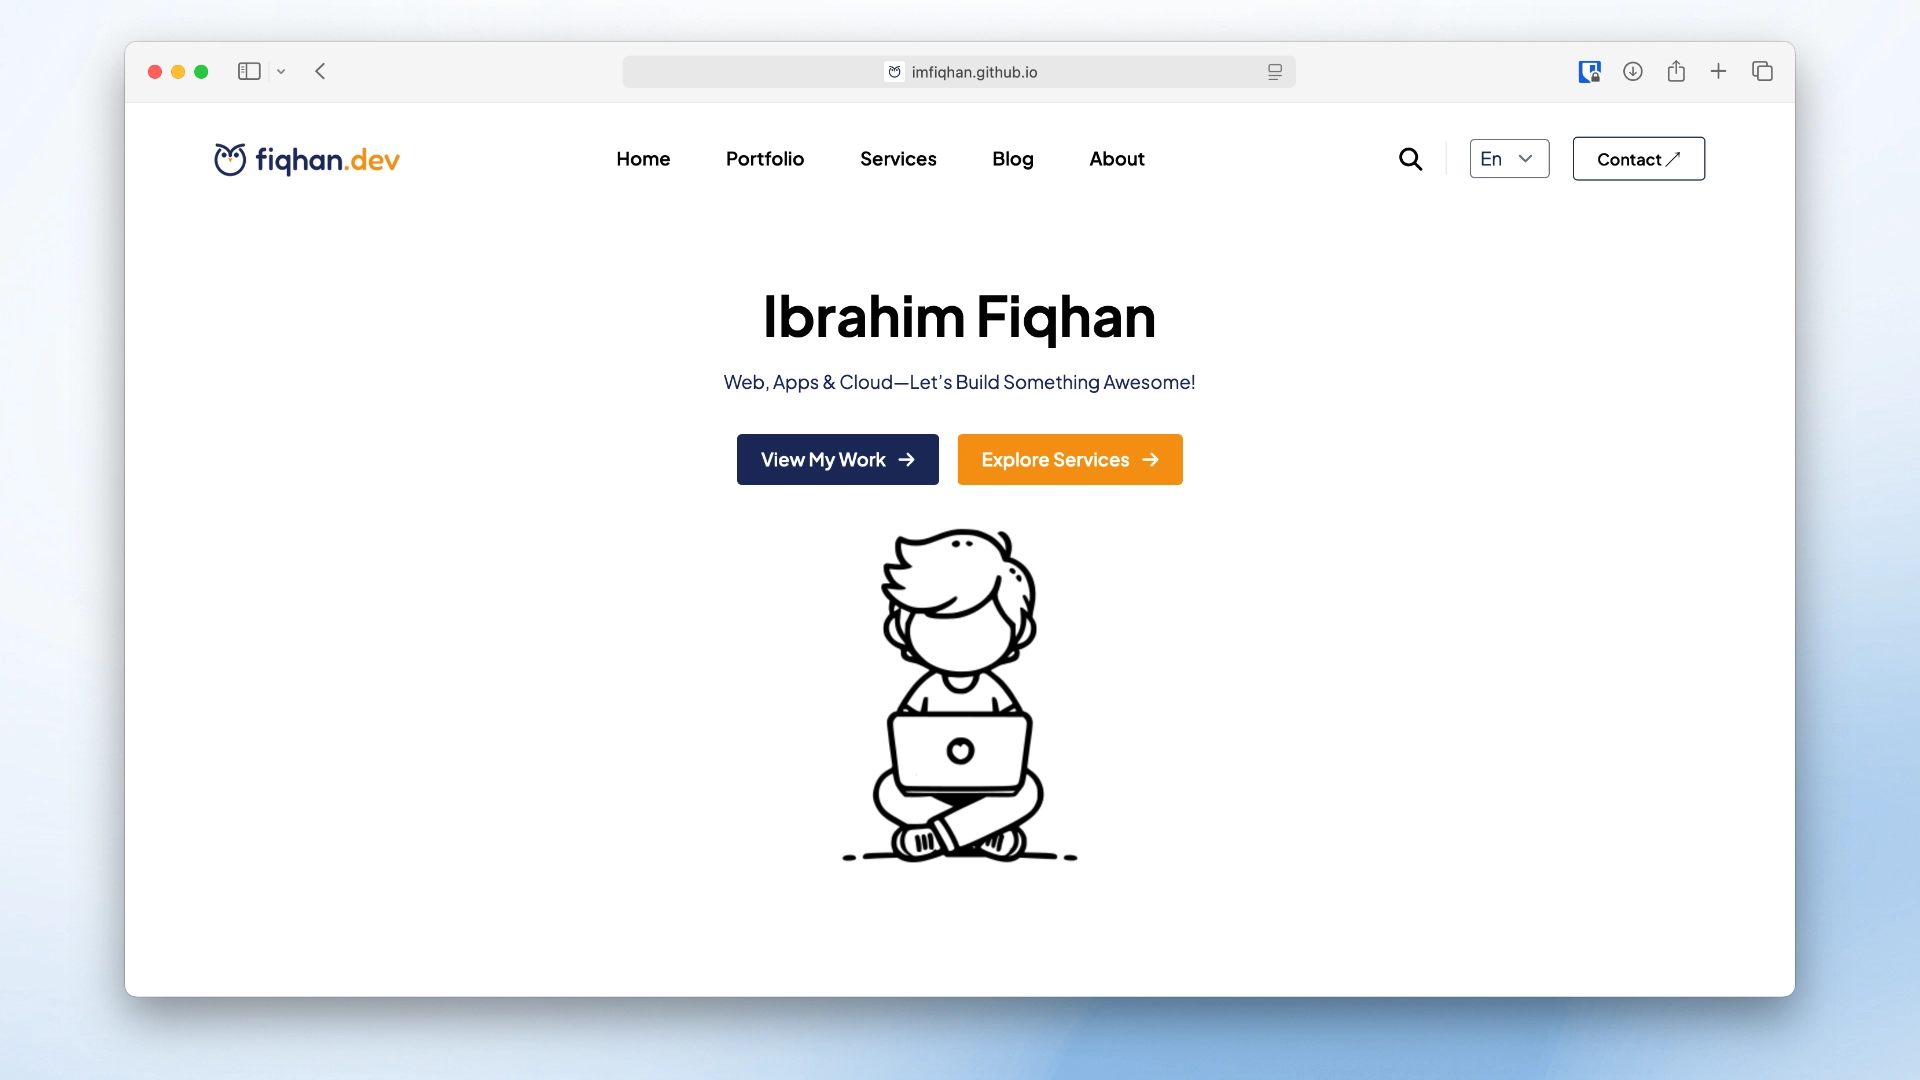 imfiqhan.github.io
fiqhan.dev
Home Portfolio Services Blog About
En
Contact
Ibrahim Fiqhan
Web, Apps & Cloud—Let’s Build Something Awesome!
View My Work
Explore Services